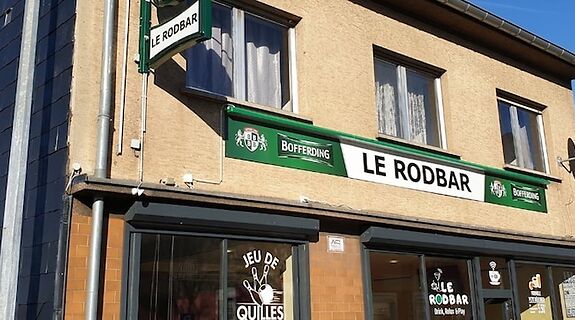 LE RODBAR
BOFFERDING
LE RODBAR
BOFFERDING
JEU DE
QUILLES
LE
RODBAR
Drink, Relax & Play